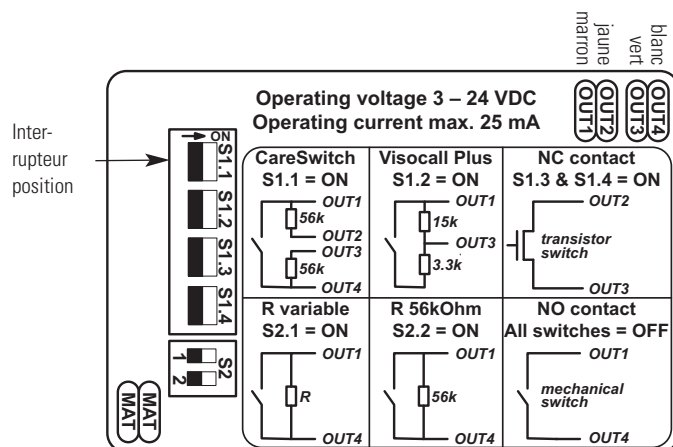 marron
jaune
vert
blanc
OUT1
OUT2
OUT3
OUT4
Operating voltage 3 – 24 VDC
Operating current max. 25 mA
Inter-
rupteur
position
ON
S1.1
S1.2
S1.3
S1.4
1
2
S2
MAT
MAT
CareSwitch
S1.1 = ON
OUT1
56k
OUT2
OUT3
56k
OUT4
Visocall Plus
S1.2 = ON
OUT1
15k
OUT3
3.3k
OUT4
NC contact
S1.3 & S1.4 = ON
OUT2
transistor
switch
OUT3
R variable
S2.1 = ON
OUT1
R
OUT4
R 56kOhm
S2.2 = ON
OUT1
56k
OUT4
NO contact
All switches = OFF
OUT1
mechanical
switch
OUT4